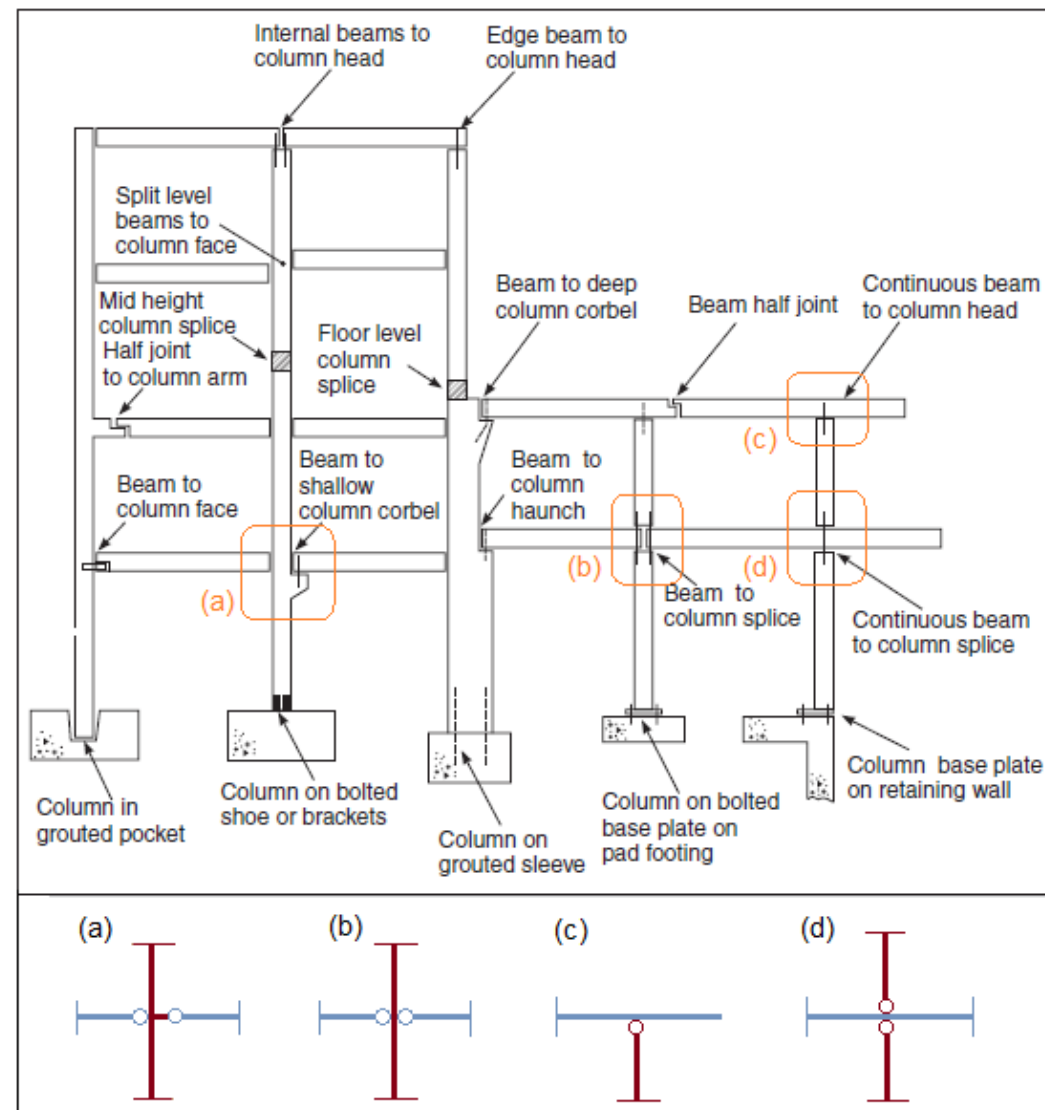 Internal beams to
column head
Edge beam to
column head
Split level
beams to
column face
Mid height
column splice
Half joint
to column arm
Floor level
column
splice
Beam to deep
column corbel
Beam half joint
Continuous beam
to column head
(c)
Beam to
column face
Beam to
shallow
column corbel
Beam to
column
haunch
(a)
(b)
(d)
Beam to
column splice
Continuous beam
to column splice
Column in
grouted pocket
Column on bolted
shoe or brackets
Column on
grouted sleeve
Column on bolted
base plate on
pad footing
Column base plate
on retaining wall
(a)
(b)
(c)
(d)